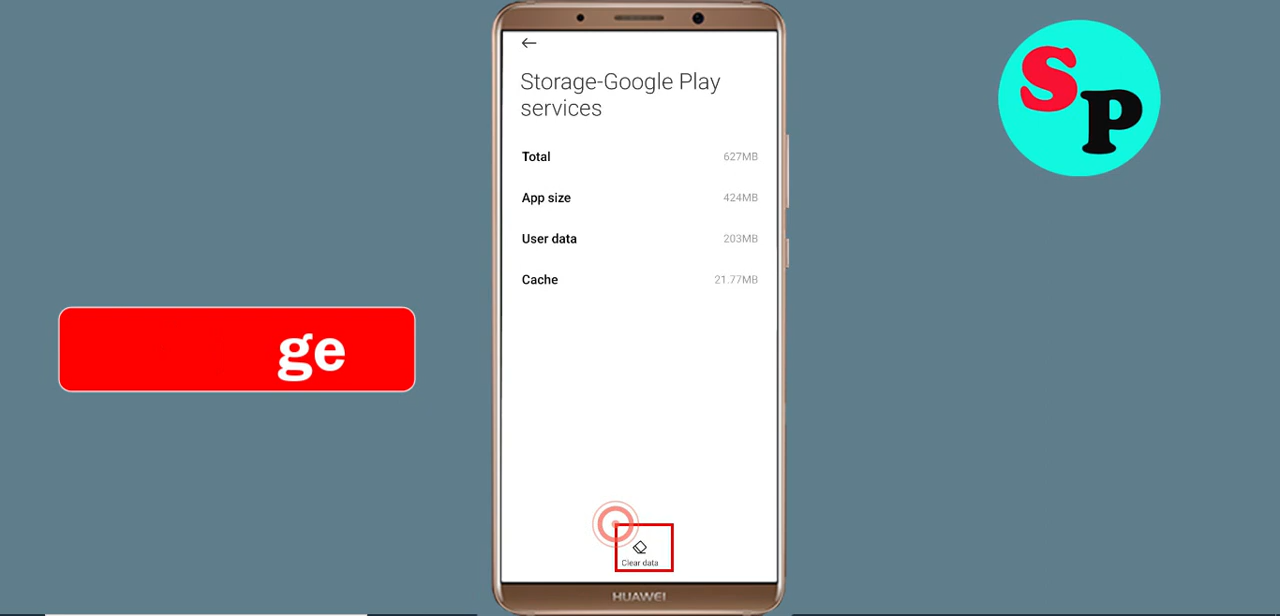 Storage-Google Play
services
Total 627MB
App size 424MB
User data 203MB
Cache 21.77MB
Clear data
HUAWEI
ge
SP